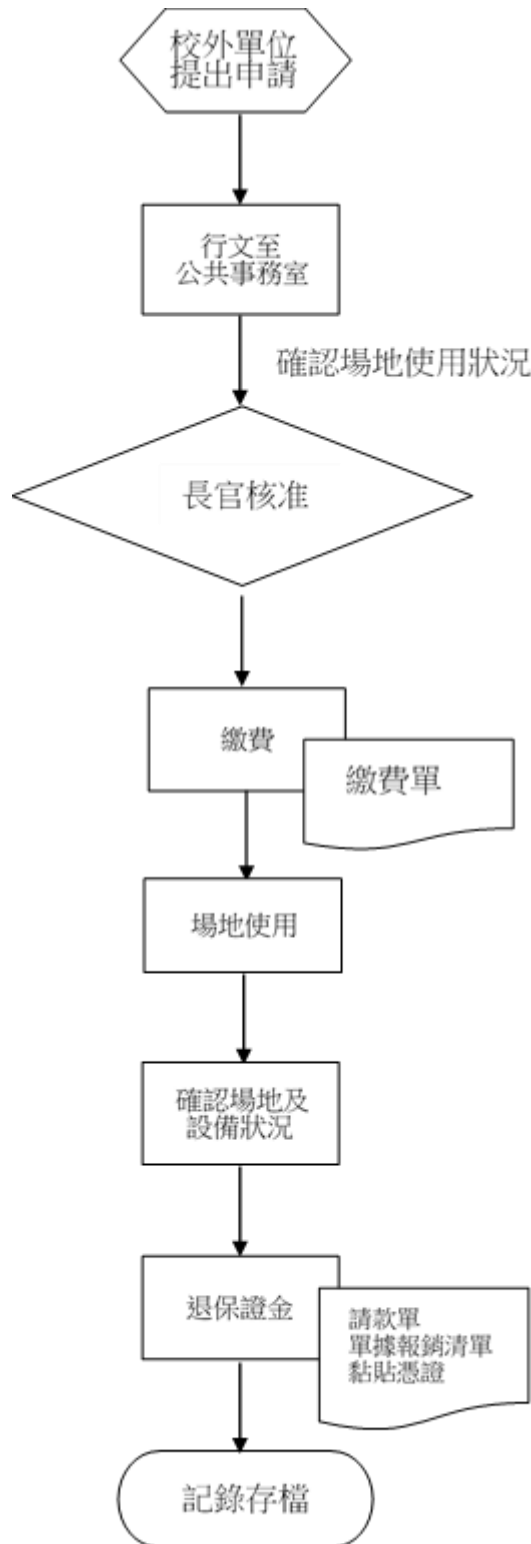 校外單位
提出申請
行文至
公共事務室
確認場地使用狀況
長官核准
繳費
繳費單
場地使用
確認場地及
設備狀況
退保證金
請款單
單據報銷清單
黏貼憑證
記錄存檔